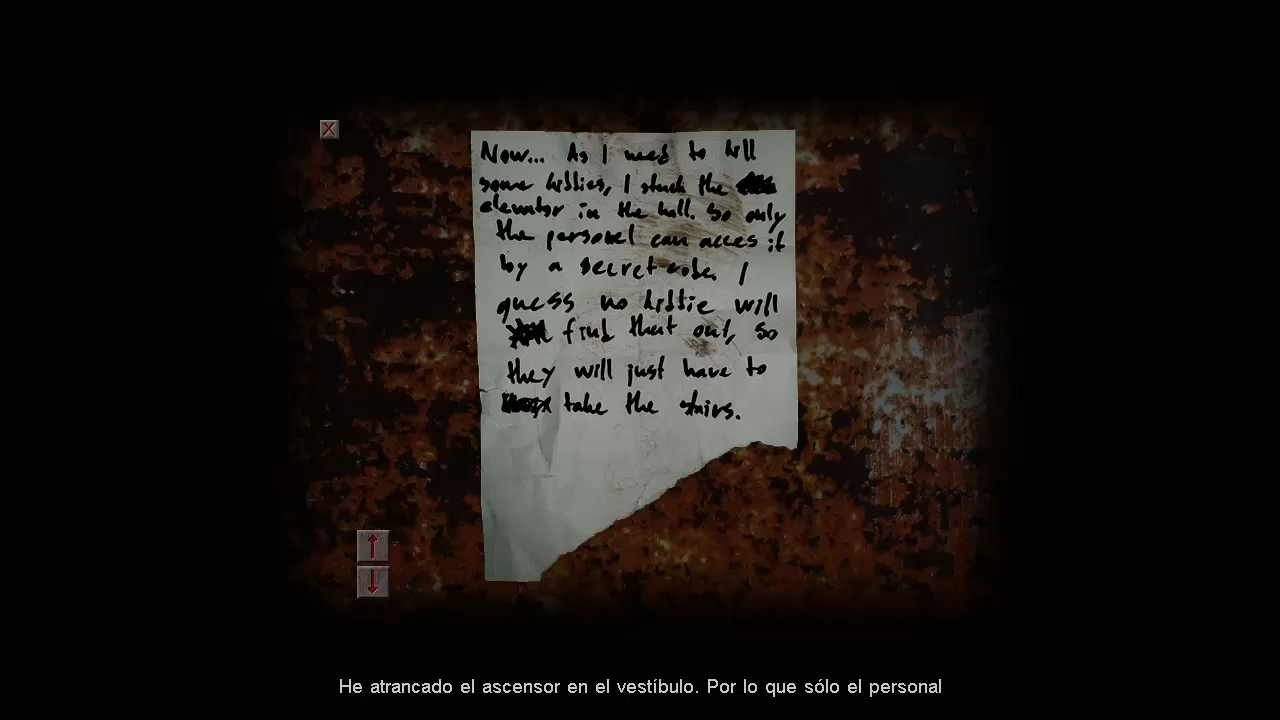 Now... As I need to kill
some kiddies, I stuck the
elevator in the hall. So only
the personel can acces it
by a secret code. I
guess no kiddie will
find that out, so
they will just have to
take the stairs.
He atrancado el ascensor en el vestíbulo. Por lo que sólo el personal